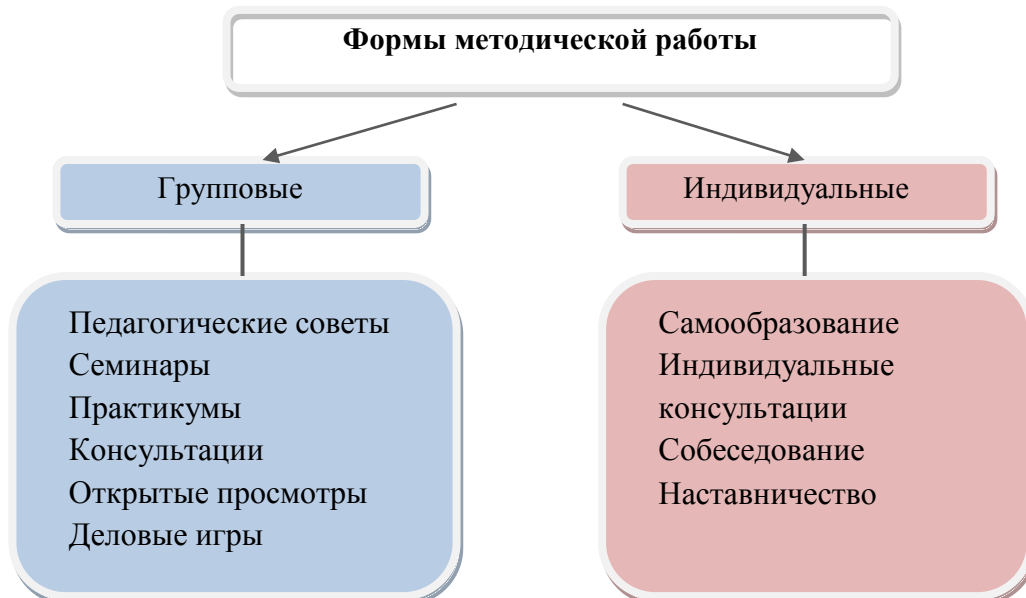 Формы методической работы
Групповые
Индивидуальные
Педагогические советы
Семинары
Практикумы
Консультации
Открытые просмотры
Деловые игры
Самообразование
Индивидуальные
консультации
Собеседование
Наставничество